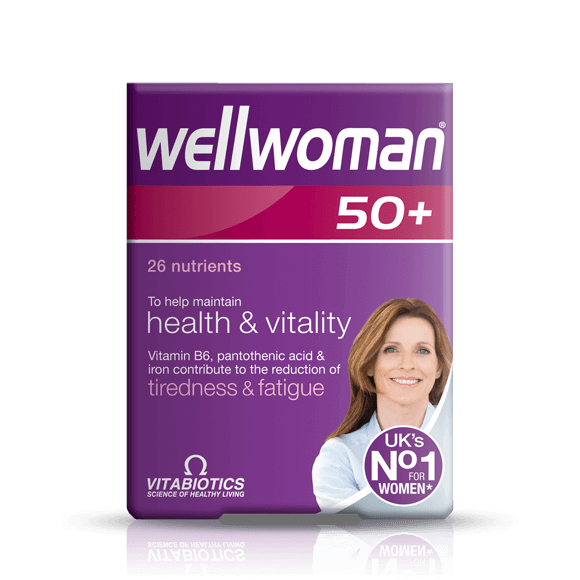 wellwoman®
50+
26 nutrients
To help maintain
health & vitality
Vitamin B6, pantothenic acid &
iron contribute to the reduction of
tiredness & fatigue
UK's
No1
FOR
WOMEN*
VITABIOTICS
SCIENCE OF HEALTHY LIVING